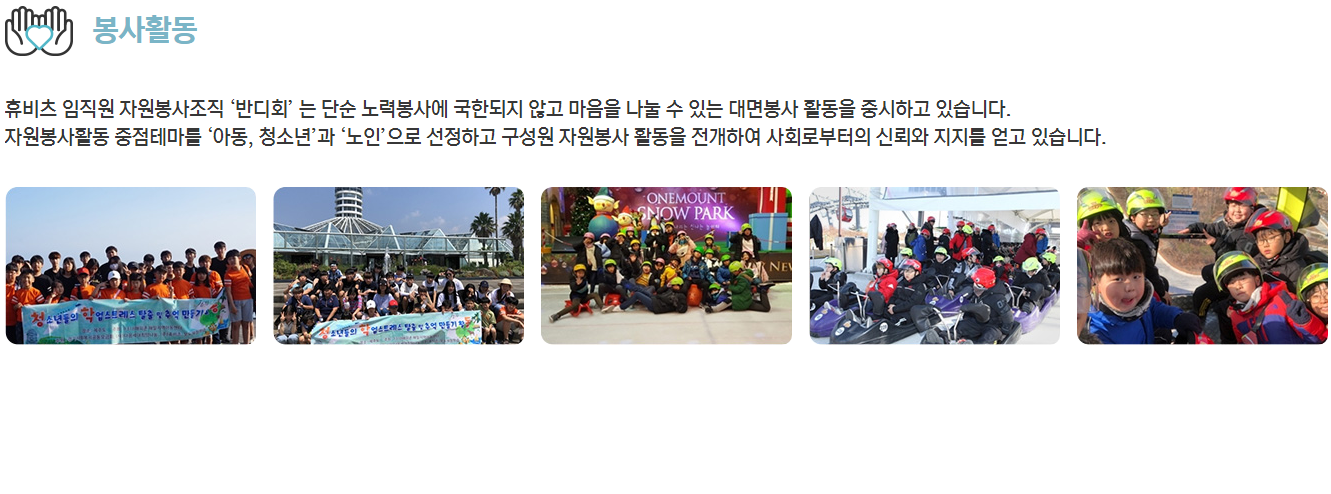 봉사활동
휴비츠 임직원 자원봉사조직 ‘반디회’ 는 단순 노력봉사에 국한되지 않고 마음을 나눌 수 있는 대면봉사 활동을 중시하고 있습니다.
자원봉사활동 중점테마를 ‘아동, 청소년’과 ‘노인’으로 선정하고 구성원 자원봉사 활동을 전개하여 사회로부터의 신뢰와 지지를 얻고 있습니다.
청소년들의 학업스트레스 탈출 및 추억 만들기
청소년들의 학업스트레스 탈출 및 추억 만들기
ONEMOUNT
SNOW PARK
NEW